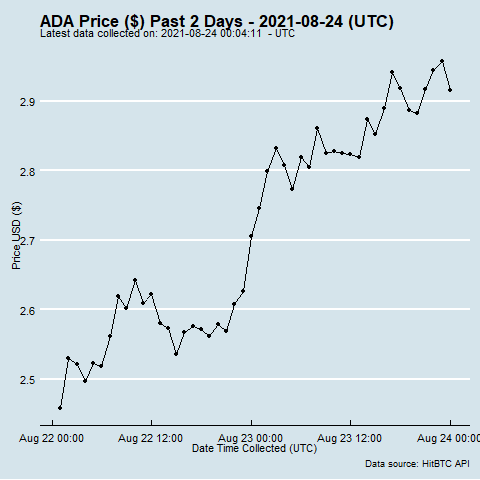 ADA Price ($) Past 2 Days - 2021-08-24 (UTC)
Latest data collected on: 2021-08-24 00:04:11 - UTC
Price USD ($)
2.9
2.8
2.7
2.6
2.5
Aug 22 00:00 Aug 22 12:00 Aug 23 00:00 Aug 23 12:00 Aug 24 00:00
Date Time Collected (UTC)
Data source: HitBTC API